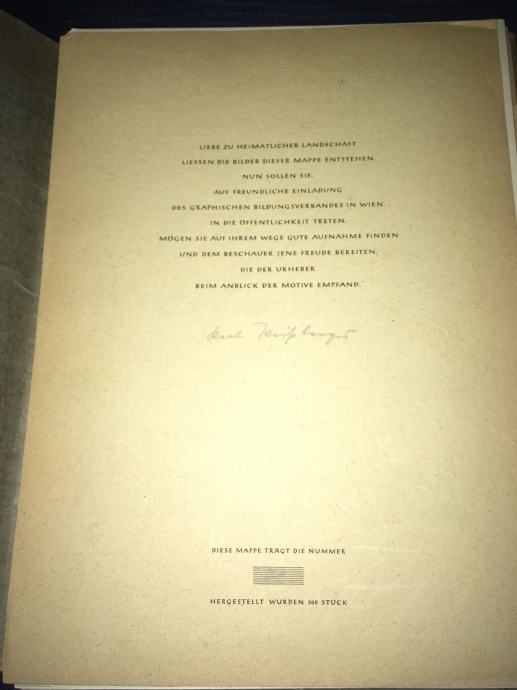 LIEBE ZU HEIMATLICHER LANDSCHAFT
LIESSEN DIE BILDER DIESER MAPPE ENTSTEHEN.
NUN SOLLEN SIE,
AUF FREUNDLICHE EINLADUNG
DES GRAPHISCHEN BILDUNGSVERBANDES IN WIEN,
IN DIE ÖFFENTLICHKEIT TRETEN.
MÖGEN SIE AUF IHREM WEGE GUTE AUFNAHME FINDEN
UND DEM BESCHAUER JENE FREUDE BEREITEN,
DIE DER URHEBER
BEIM ANBLICK DER MOTIVE EMPFAND.
DIESE MAPPE TRÄGT DIE NUMMER
HERGESTELLT WURDEN 300 STÜCK